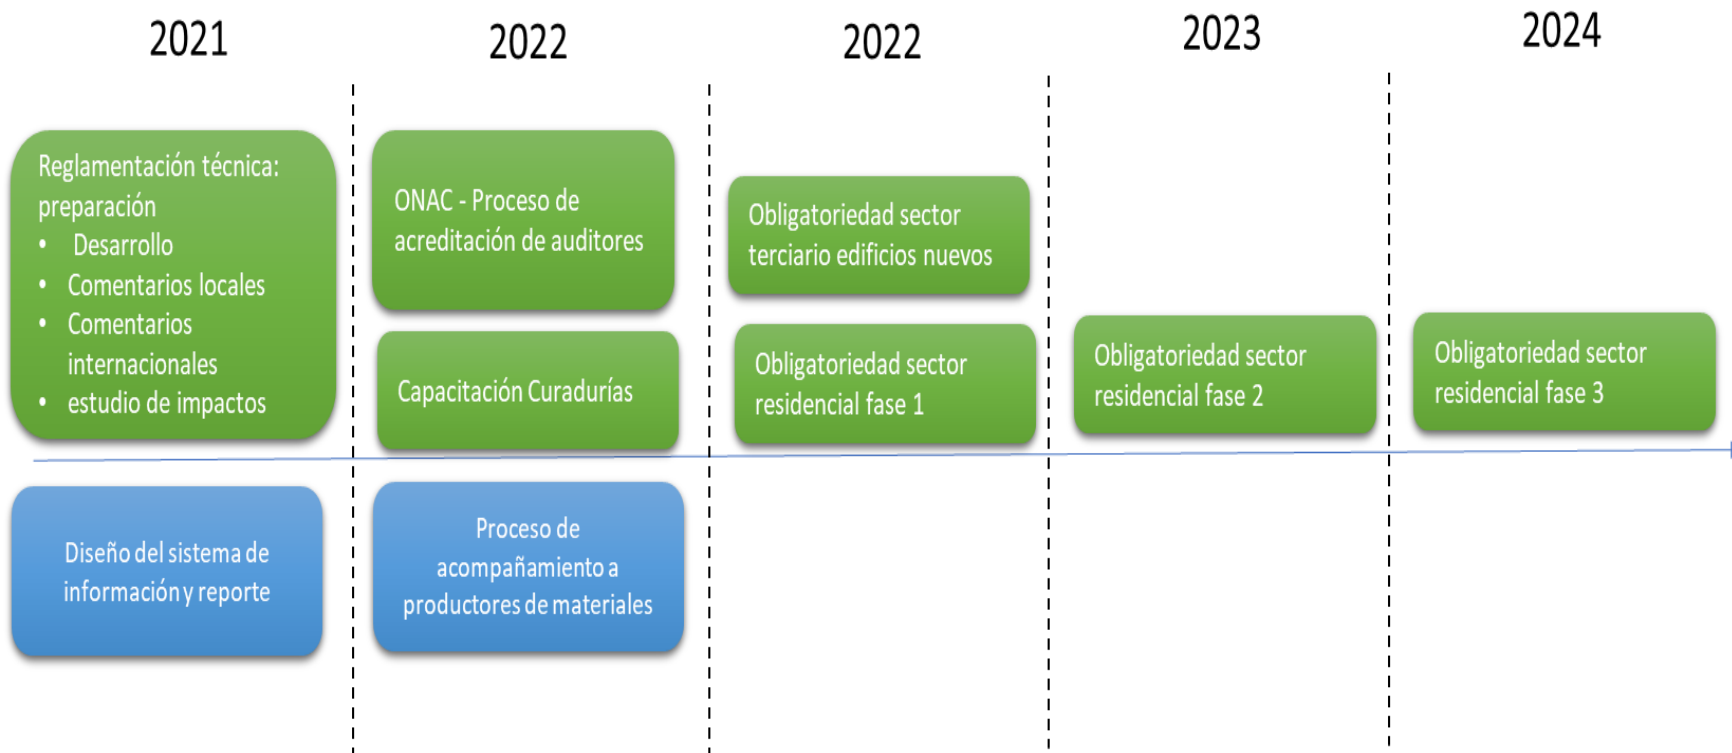 2021
2022
2022
2023
2024
Reglamentación técnica:
preparación
• Desarrollo
• Comentarios locales
• Comentarios
internacionales
• estudio de impactos
ONAC - Proceso de
acreditación de auditores
Capacitación Curadurías
Obligatoriedad sector
terciario edificios nuevos
Obligatoriedad sector
residencial fase 1
Obligatoriedad sector
residencial fase 2
Obligatoriedad sector
residencial fase 3
Diseño del sistema de
información y reporte
Proceso de
acompañamiento a
productores de materiales